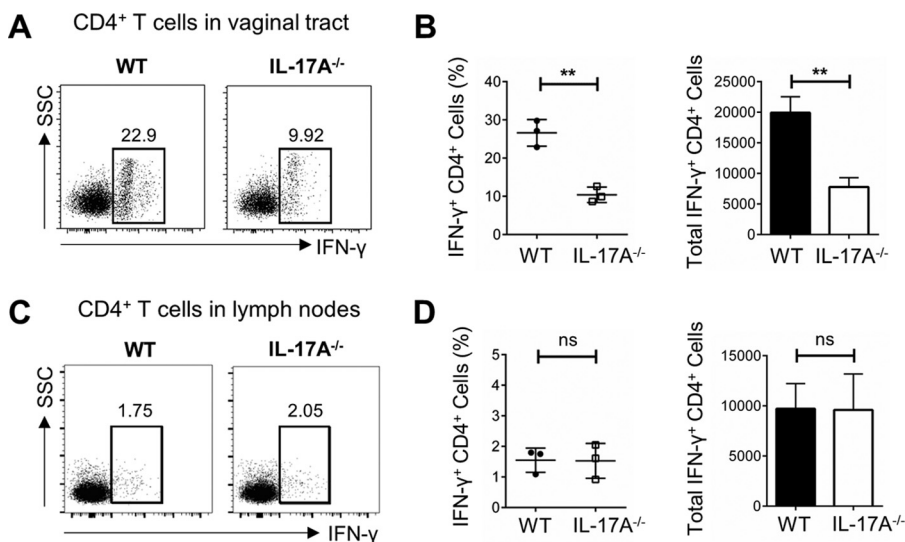 A
CD4⁺ T cells in vaginal tract
WT
IL-17A⁻/⁻
SSC
22.9
9.92
IFN-γ
B
IFN-γ⁺ CD4⁺ Cells (%)
40
30
20
10
0
**
WT
IL-17A⁻/⁻
Total IFN-γ⁺ CD4⁺ Cells
25000
20000
15000
10000
5000
0
**
WT
IL-17A⁻/⁻
C
CD4⁺ T cells in lymph nodes
WT
IL-17A⁻/⁻
SSC
1.75
2.05
IFN-γ
D
IFN-γ⁺ CD4⁺ Cells (%)
5
4
3
2
1
0
ns
WT
IL-17A⁻/⁻
Total IFN-γ⁺ CD4⁺ Cells
15000
10000
5000
0
ns
WT
IL-17A⁻/⁻